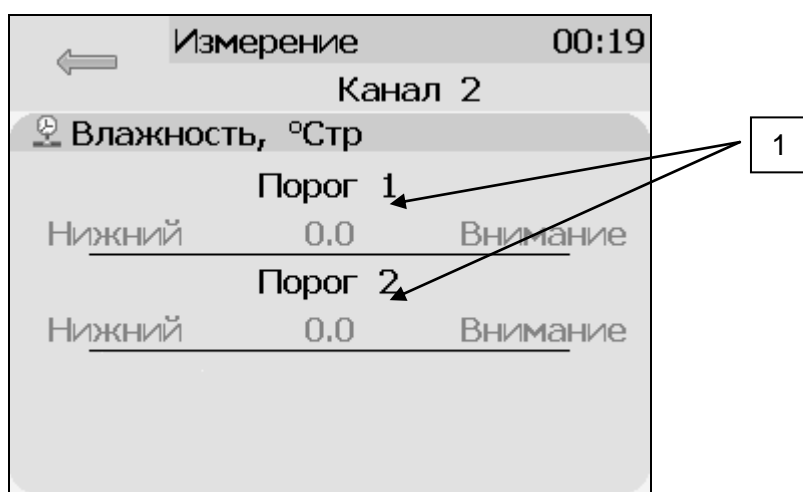 Измерение 00:19
Канал 2
Влажность, °Cтр
Порог 1
Нижний 0.0 Внимание
Порог 2
Нижний 0.0 Внимание
1